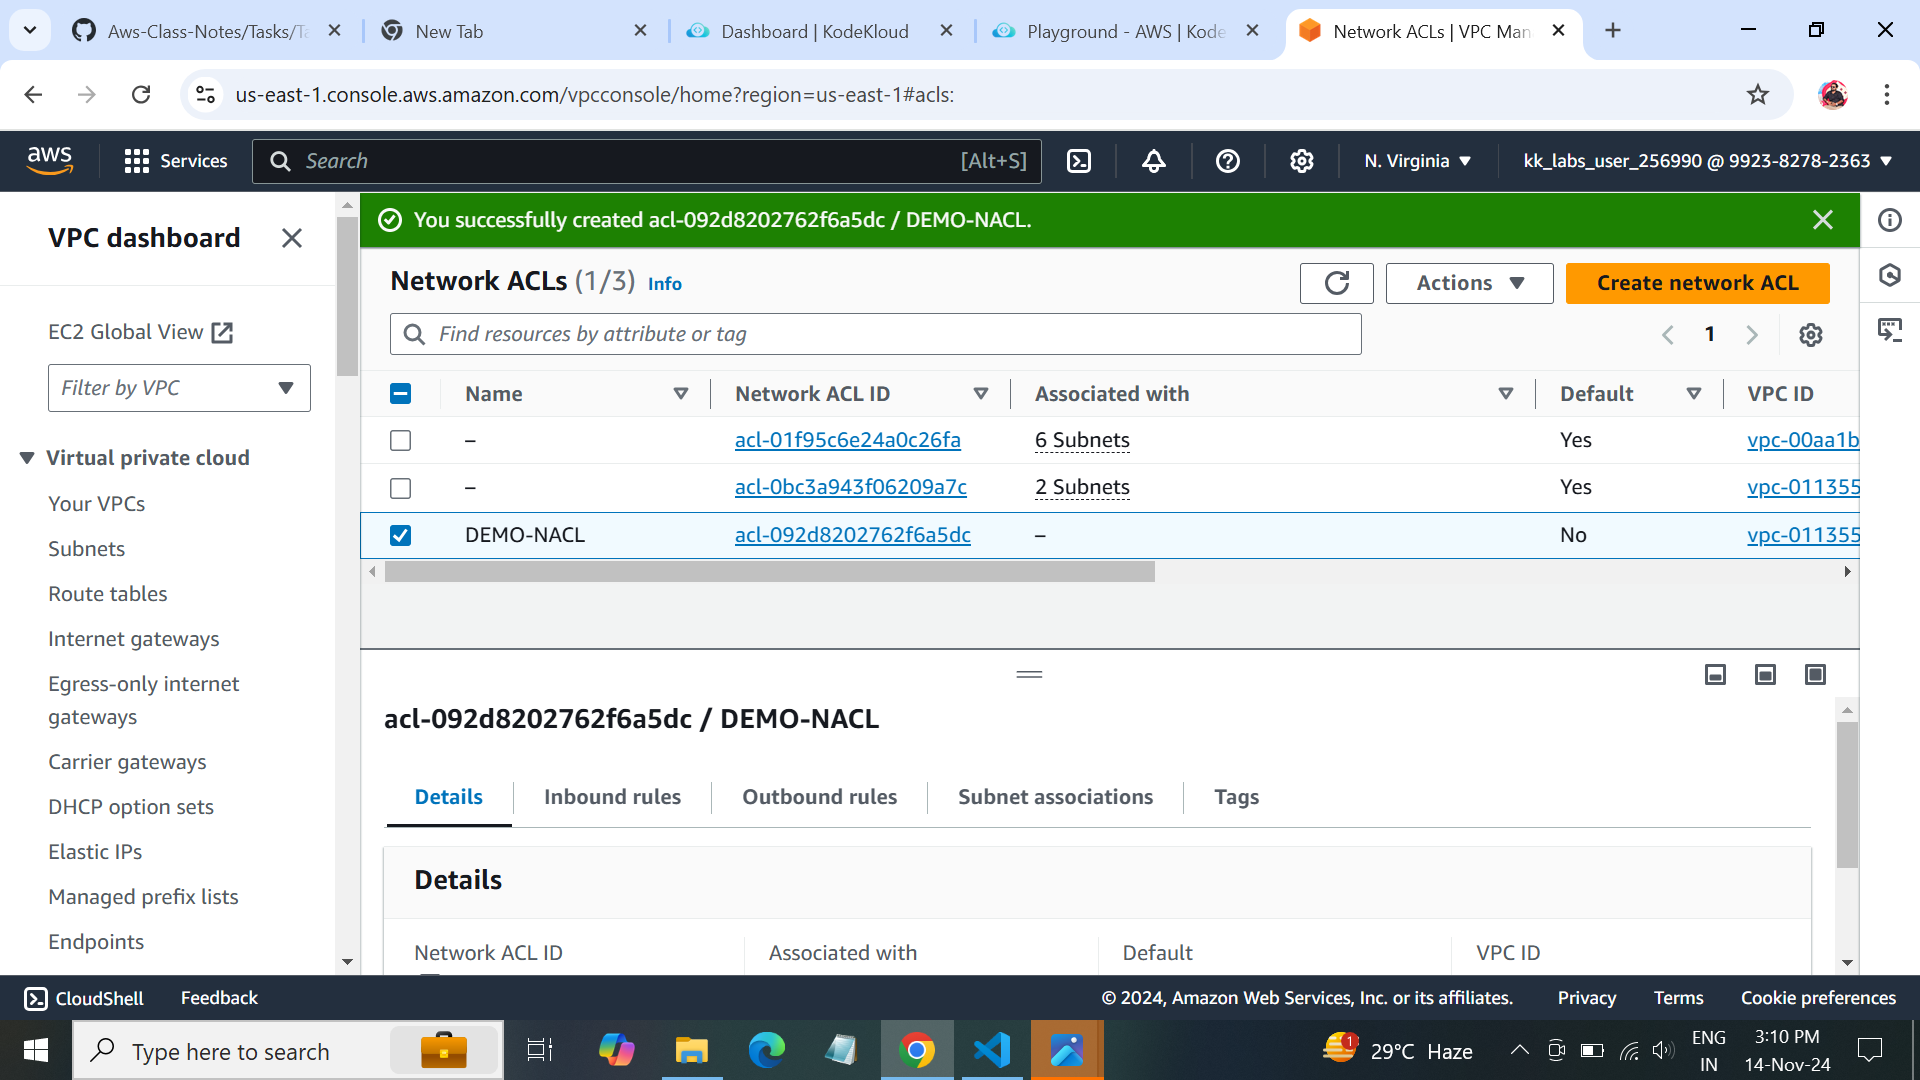 Aws-Class-Notes/Tasks/Ta
New Tab
Dashboard | KodeKloud
Playground - AWS | Kode
Network ACLs | VPC Man
us-east-1.console.aws.amazon.com/vpcconsole/home?region=us-east-1#acls:
aws
Services
Search
[Alt+S]
N. Virginia
kk_labs_user_256990 @ 9923-8278-2363
VPC dashboard
EC2 Global View
Filter by VPC
Virtual private cloud
Your VPCs
Subnets
Route tables
Internet gateways
Egress-only internet
gateways
Carrier gateways
DHCP option sets
Elastic IPs
Managed prefix lists
Endpoints
You successfully created acl-092d8202762f6a5dc / DEMO-NACL.
Network ACLs (1/3) Info
Actions
Create network ACL
Find resources by attribute or tag
1
Name Network ACL ID Associated with Default VPC ID
– acl-01f95c6e24a0c26fa 6 Subnets Yes vpc-00aa1b
– acl-0bc3a943f06209a7c 2 Subnets Yes vpc-011355
DEMO-NACL acl-092d8202762f6a5dc – No vpc-011355
acl-092d8202762f6a5dc / DEMO-NACL
Details Inbound rules Outbound rules Subnet associations Tags
Details
Network ACL ID Associated with Default VPC ID
CloudShell Feedback © 2024, Amazon Web Services, Inc. or its affiliates. Privacy Terms Cookie preferences
Type here to search
1
29°C Haze
ENG
IN
3:10 PM
14-Nov-24